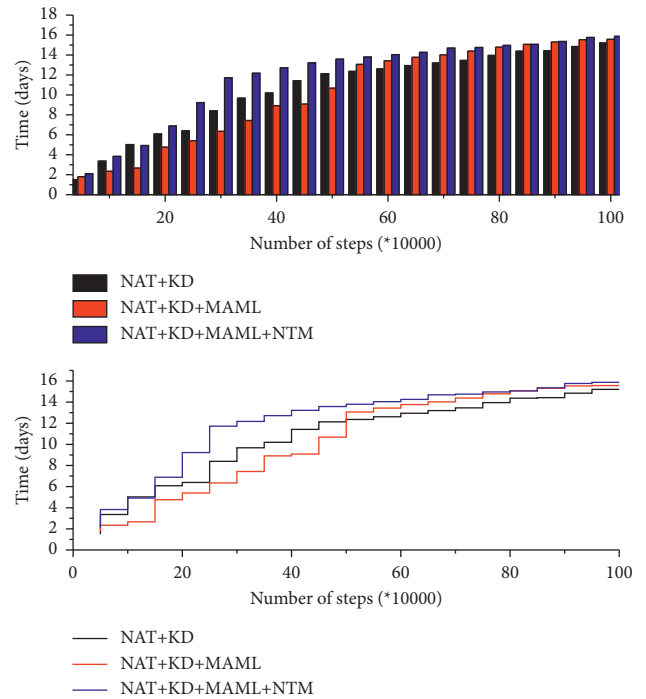 18
16
14
12
10
8
6
4
2
0
Time (days)
20 40 60 80 100
Number of steps (*10000)
NAT+KD
NAT+KD+MAML
NAT+KD+MAML+NTM
16
14
12
10
8
6
4
2
0
Time (days)
0 20 40 60 80 100
Number of steps (*10000)
NAT+KD
NAT+KD+MAML
NAT+KD+MAML+NTM